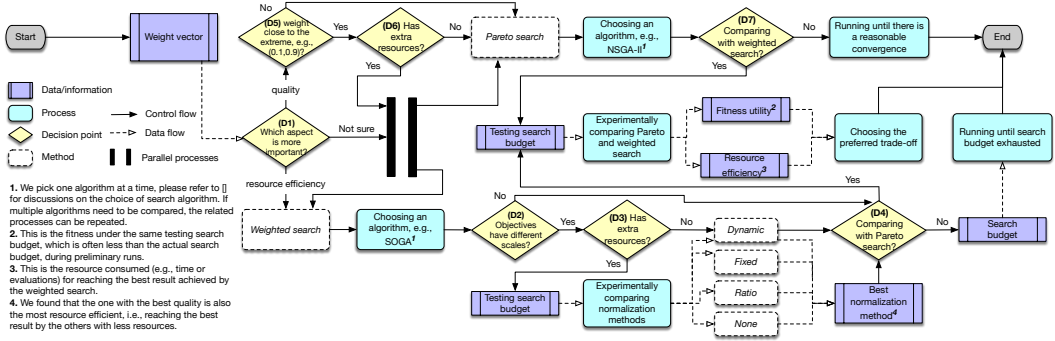 Start
Weight vector
(D5) weight
close to the
extreme, e.g.,
(0.1,0.9)?
Yes
No
(D6) Has
extra
resources?
No
Yes
Pareto search
Choosing an
algorithm, e.g.,
NSGA-II1
(D7)
Comparing
with weighted
search?
No
Yes
Running until there is
a reasonable
convergence
End
quality
(D1)
Which aspect
is more
important?
Not sure
resource efficiency
Data/information
Process
Control flow
Decision point
Data flow
Method
Parallel processes
Testing search
budget
Experimentally
comparing Pareto
and weighted
search
Fitness utility2
Resource
efficiency3
Choosing the
preferred trade-off
Running until search
budget exhausted
1. We pick one algorithm at a time, please refer to []
for discussions on the choice of search algorithm. If
multiple algorithms need to be compared, the related
processes can be repeated.
2. This is the fitness under the same testing search
budget, which is often less than the actual search
budget, during preliminary runs.
3. This is the resource consumed (e.g., time or
evaluations) for reaching the best result achieved by
the weighted search.
4. We found that the one with the best quality is also
the most resource efficient, i.e., reaching the best
result by the others with less resources.
Weighted search
Choosing an
algorithm, e.g.,
SOGA1
No
(D2)
Objectives
have different
scales?
Yes
(D3) Has
extra
resources?
No
Yes
Dynamic
Fixed
Ratio
None
Yes
(D4)
Comparing
with Pareto
search?
No
Search
budget
Testing search
budget
Experimentally
comparing
normalization
methods
Best
normalization
method4